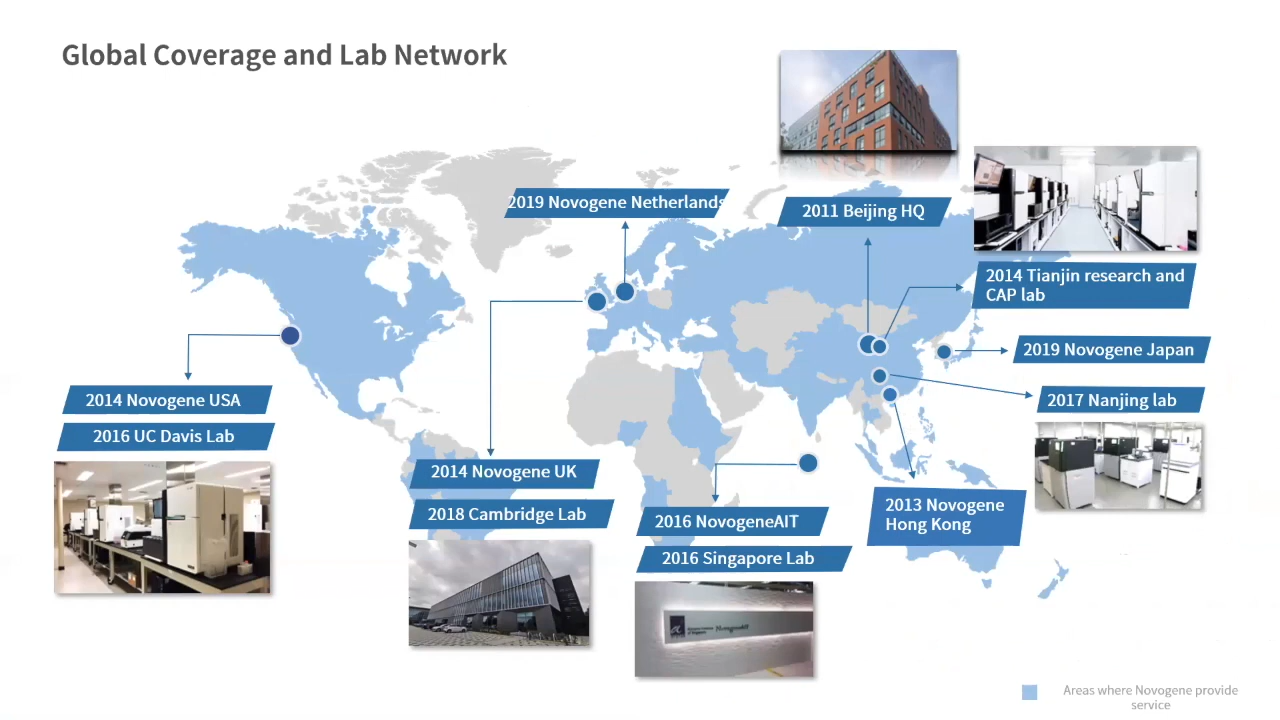 Global Coverage and Lab Network
2019 Novogene Netherlands
2011 Beijing HQ
2014 Tianjin research and
CAP lab
2019 Novogene Japan
2017 Nanjing lab
2014 Novogene USA
2016 UC Davis Lab
2014 Novogene UK
2018 Cambridge Lab
2016 NovogeneAIT
2016 Singapore Lab
2013 Novogene
Hong Kong
NovogeneAIT
Areas where Novogene provide
service